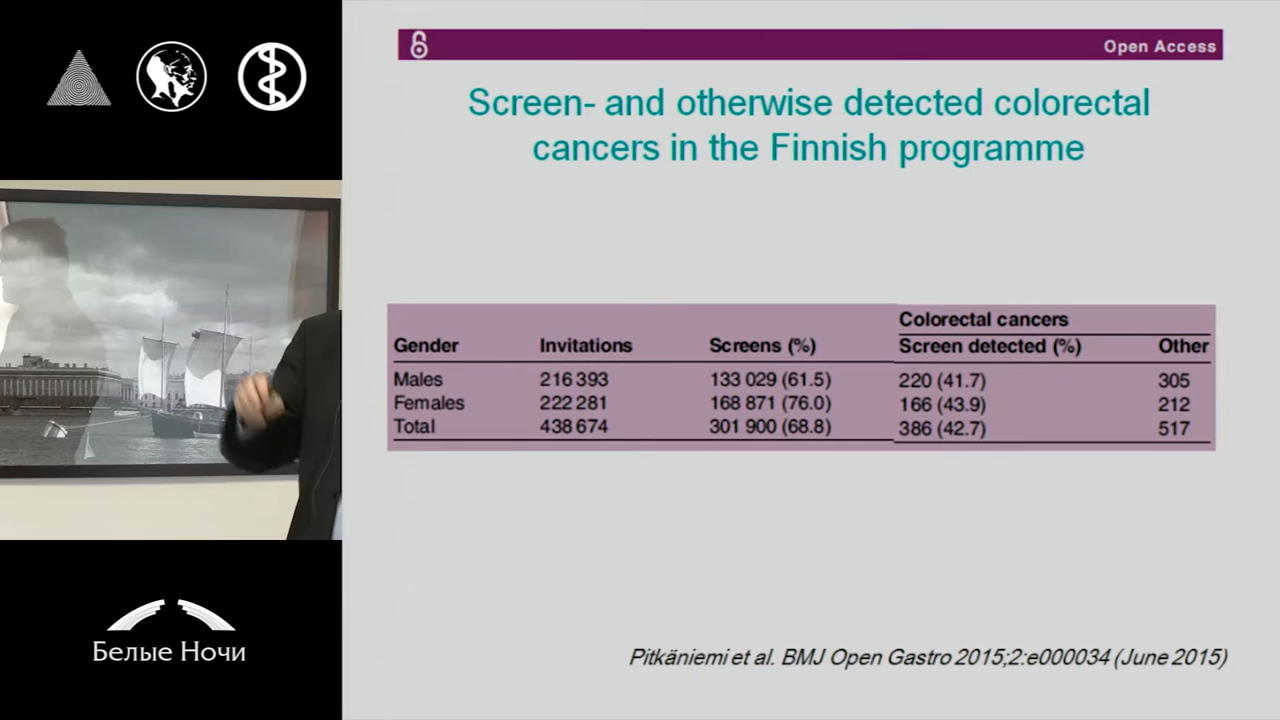 Open Access
Screen- and otherwise detected colorectal
cancers in the Finnish programme
Colorectal cancers
Gender Invitations Screens (%) Screen detected (%) Other
Males 216 393 133 029 (61.5) 220 (41.7) 305
Females 222 281 168 871 (76.0) 166 (43.9) 212
Total 438 674 301 900 (68.8) 386 (42.7) 517
Pitkäniemi et al. BMJ Open Gastro 2015;2:e000034 (June 2015)
Белые Ночи